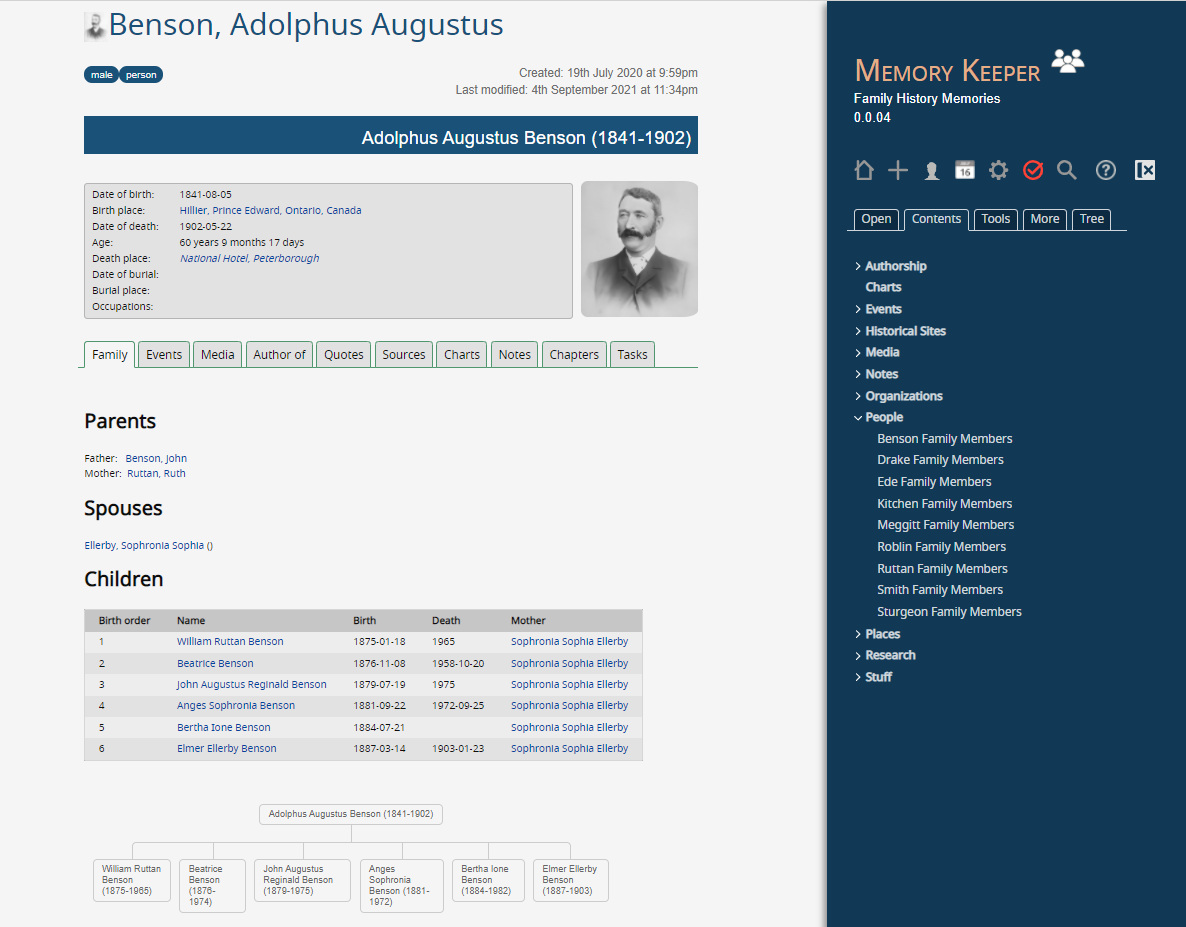 Benson, Adolphus Augustus
male person
Created: 19th July 2020 at 9:59pm
Last modified: 4th September 2021 at 11:34pm
Adolphus Augustus Benson (1841-1902)
Date of birth: 1841-08-05
Birth place: Hillier, Prince Edward, Ontario, Canada
Date of death: 1902-05-22
Age: 60 years 9 months 17 days
Death place: National Hotel, Peterborough
Date of burial:
Burial place:
Occupations:
Family Events Media Author of Quotes Sources Charts Notes Chapters Tasks
Parents
Father: Benson, John
Mother: Ruttan, Ruth
Spouses
Ellerby, Sophronia Sophia ()
Children
Birth order Name Birth Death Mother
1 William Ruttan Benson 1875-01-18 1965 Sophronia Sophia Ellerby
2 Beatrice Benson 1876-11-08 1958-10-20 Sophronia Sophia Ellerby
3 John Augustus Reginald Benson 1879-07-19 1975 Sophronia Sophia Ellerby
4 Anges Sophronia Benson 1881-09-22 1972-09-25 Sophronia Sophia Ellerby
5 Bertha Ione Benson 1884-07-21 Sophronia Sophia Ellerby
6 Elmer Ellerby Benson 1887-03-14 1903-01-23 Sophronia Sophia Ellerby
Adolphus Augustus Benson (1841-1902)
William Ruttan
Benson
(1875-1965)
Beatrice
Benson
(1876-
1974)
John Augustus
Reginald Benson
(1879-1975)
Anges
Sophronia
Benson (1881-
1972)
Bertha Ione
Benson
(1884-1982)
Elmer Ellerby
Benson
(1887-1903)
Memory Keeper
Family History Memories
0.0.04
16
?
Open Contents Tools More Tree
Authorship
Charts
Events
Historical Sites
Media
Notes
Organizations
People
Benson Family Members
Drake Family Members
Ede Family Members
Kitchen Family Members
Meggitt Family Members
Roblin Family Members
Ruttan Family Members
Smith Family Members
Sturgeon Family Members
Places
Research
Stuff